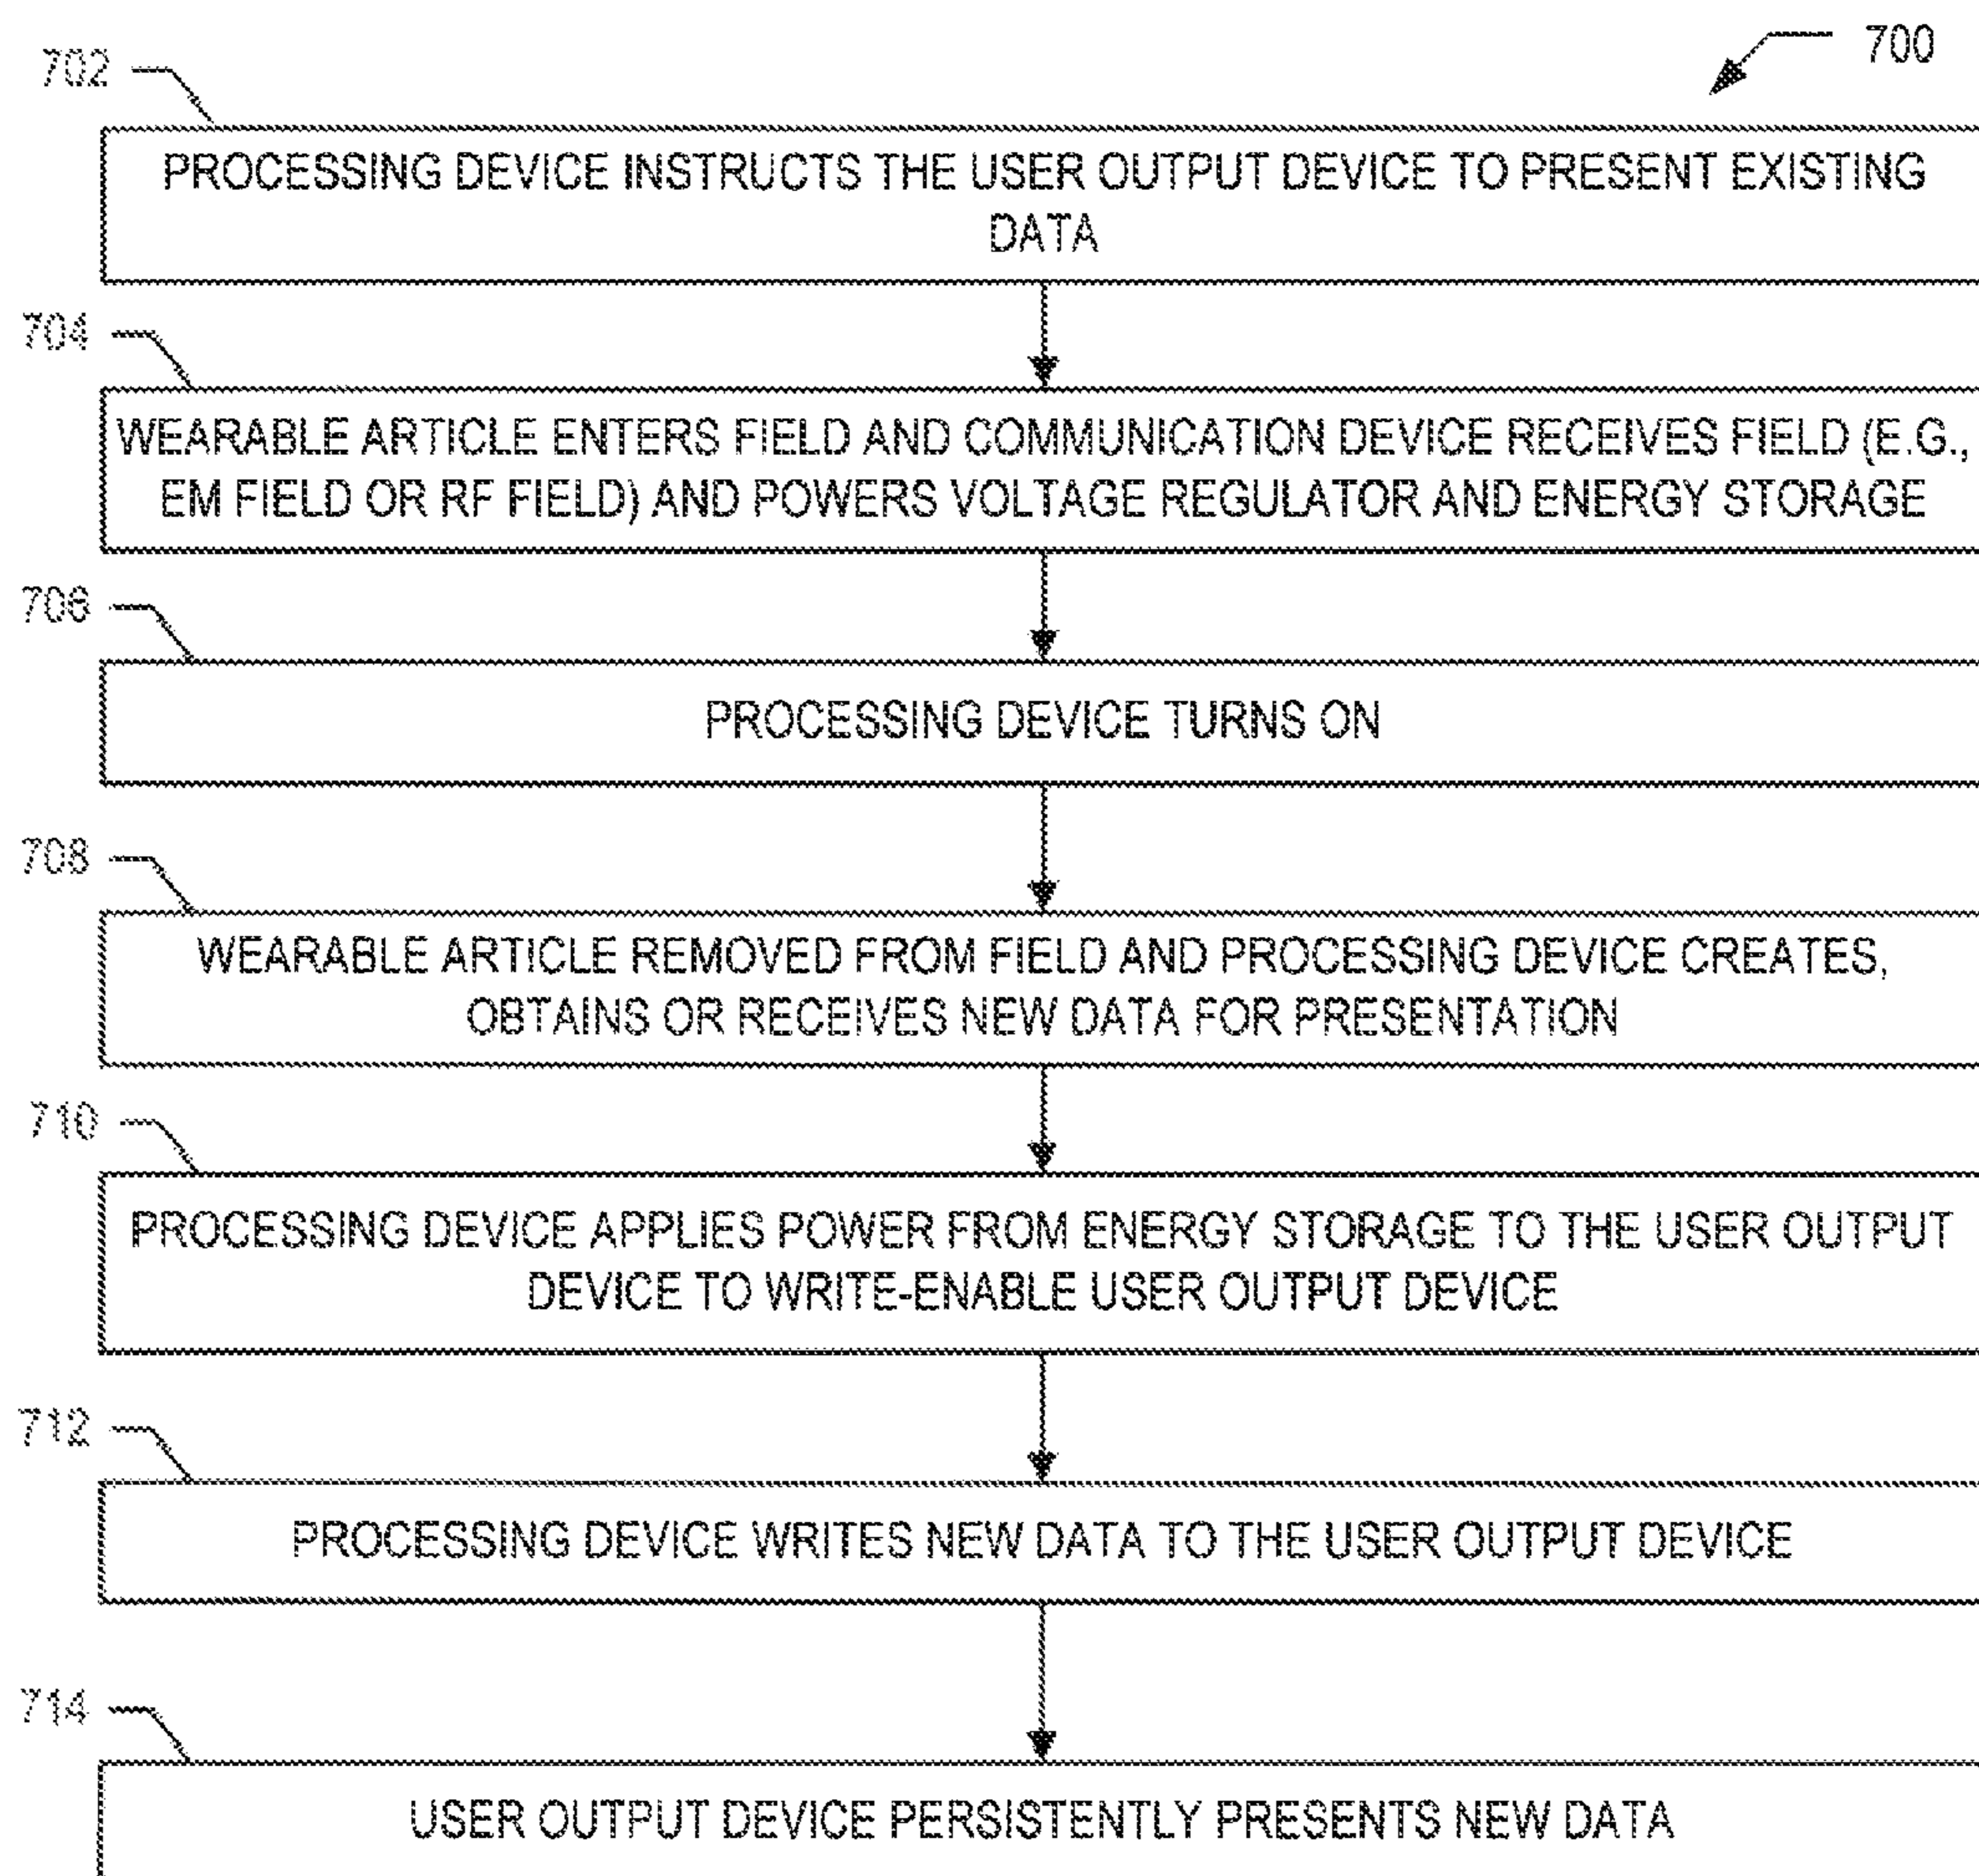 700
702
PROCESSING DEVICE INSTRUCTS THE USER OUTPUT DEVICE TO PRESENT EXISTING
DATA
704
WEARABLE ARTICLE ENTERS FIELD AND COMMUNICATION DEVICE RECEIVES FIELD (E.G.,
EM FIELD OR RF FIELD) AND POWERS VOLTAGE REGULATOR AND ENERGY STORAGE
706
PROCESSING DEVICE TURNS ON
708
WEARABLE ARTICLE REMOVED FROM FIELD AND PROCESSING DEVICE CREATES,
OBTAINS OR RECEIVES NEW DATA FOR PRESENTATION
710
PROCESSING DEVICE APPLIES POWER FROM ENERGY STORAGE TO THE USER OUTPUT
DEVICE TO WRITE-ENABLE USER OUTPUT DEVICE
712
PROCESSING DEVICE WRITES NEW DATA TO THE USER OUTPUT DEVICE
714
USER OUTPUT DEVICE PERSISTENTLY PRESENTS NEW DATA